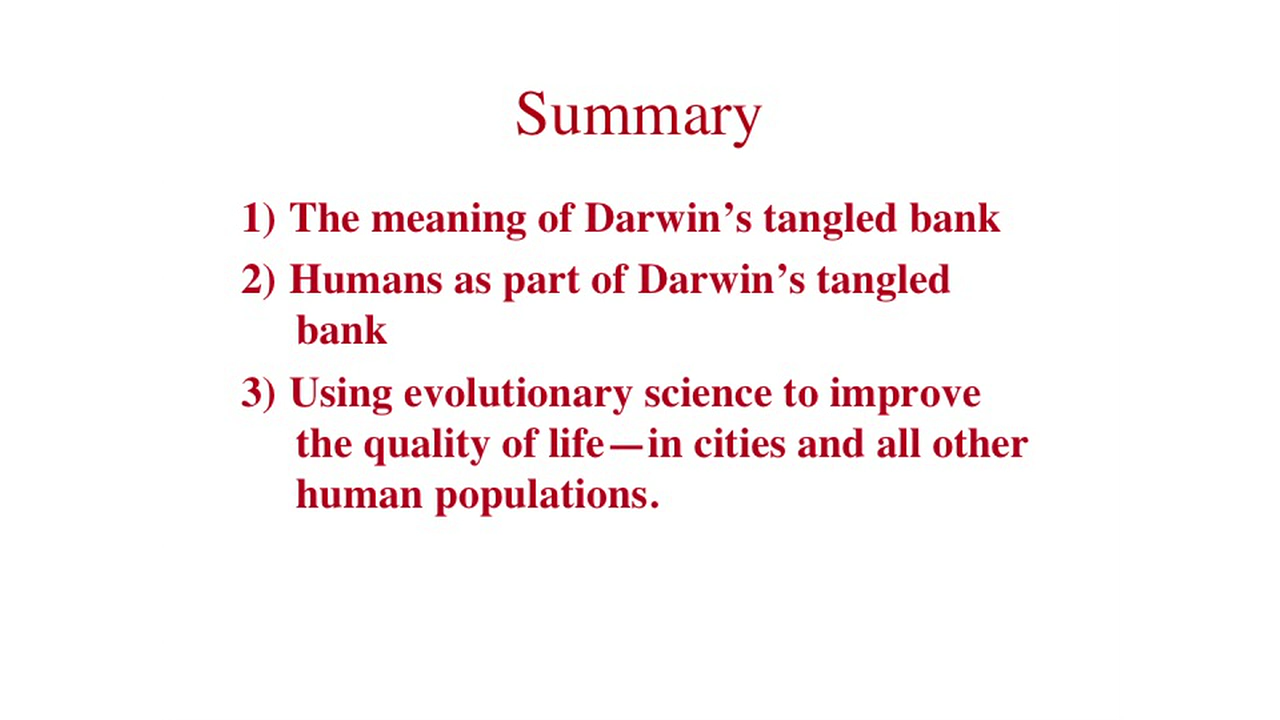 Summary
1) The meaning of Darwin’s tangled bank
2) Humans as part of Darwin’s tangled
bank
3) Using evolutionary science to improve
the quality of life—in cities and all other
human populations.